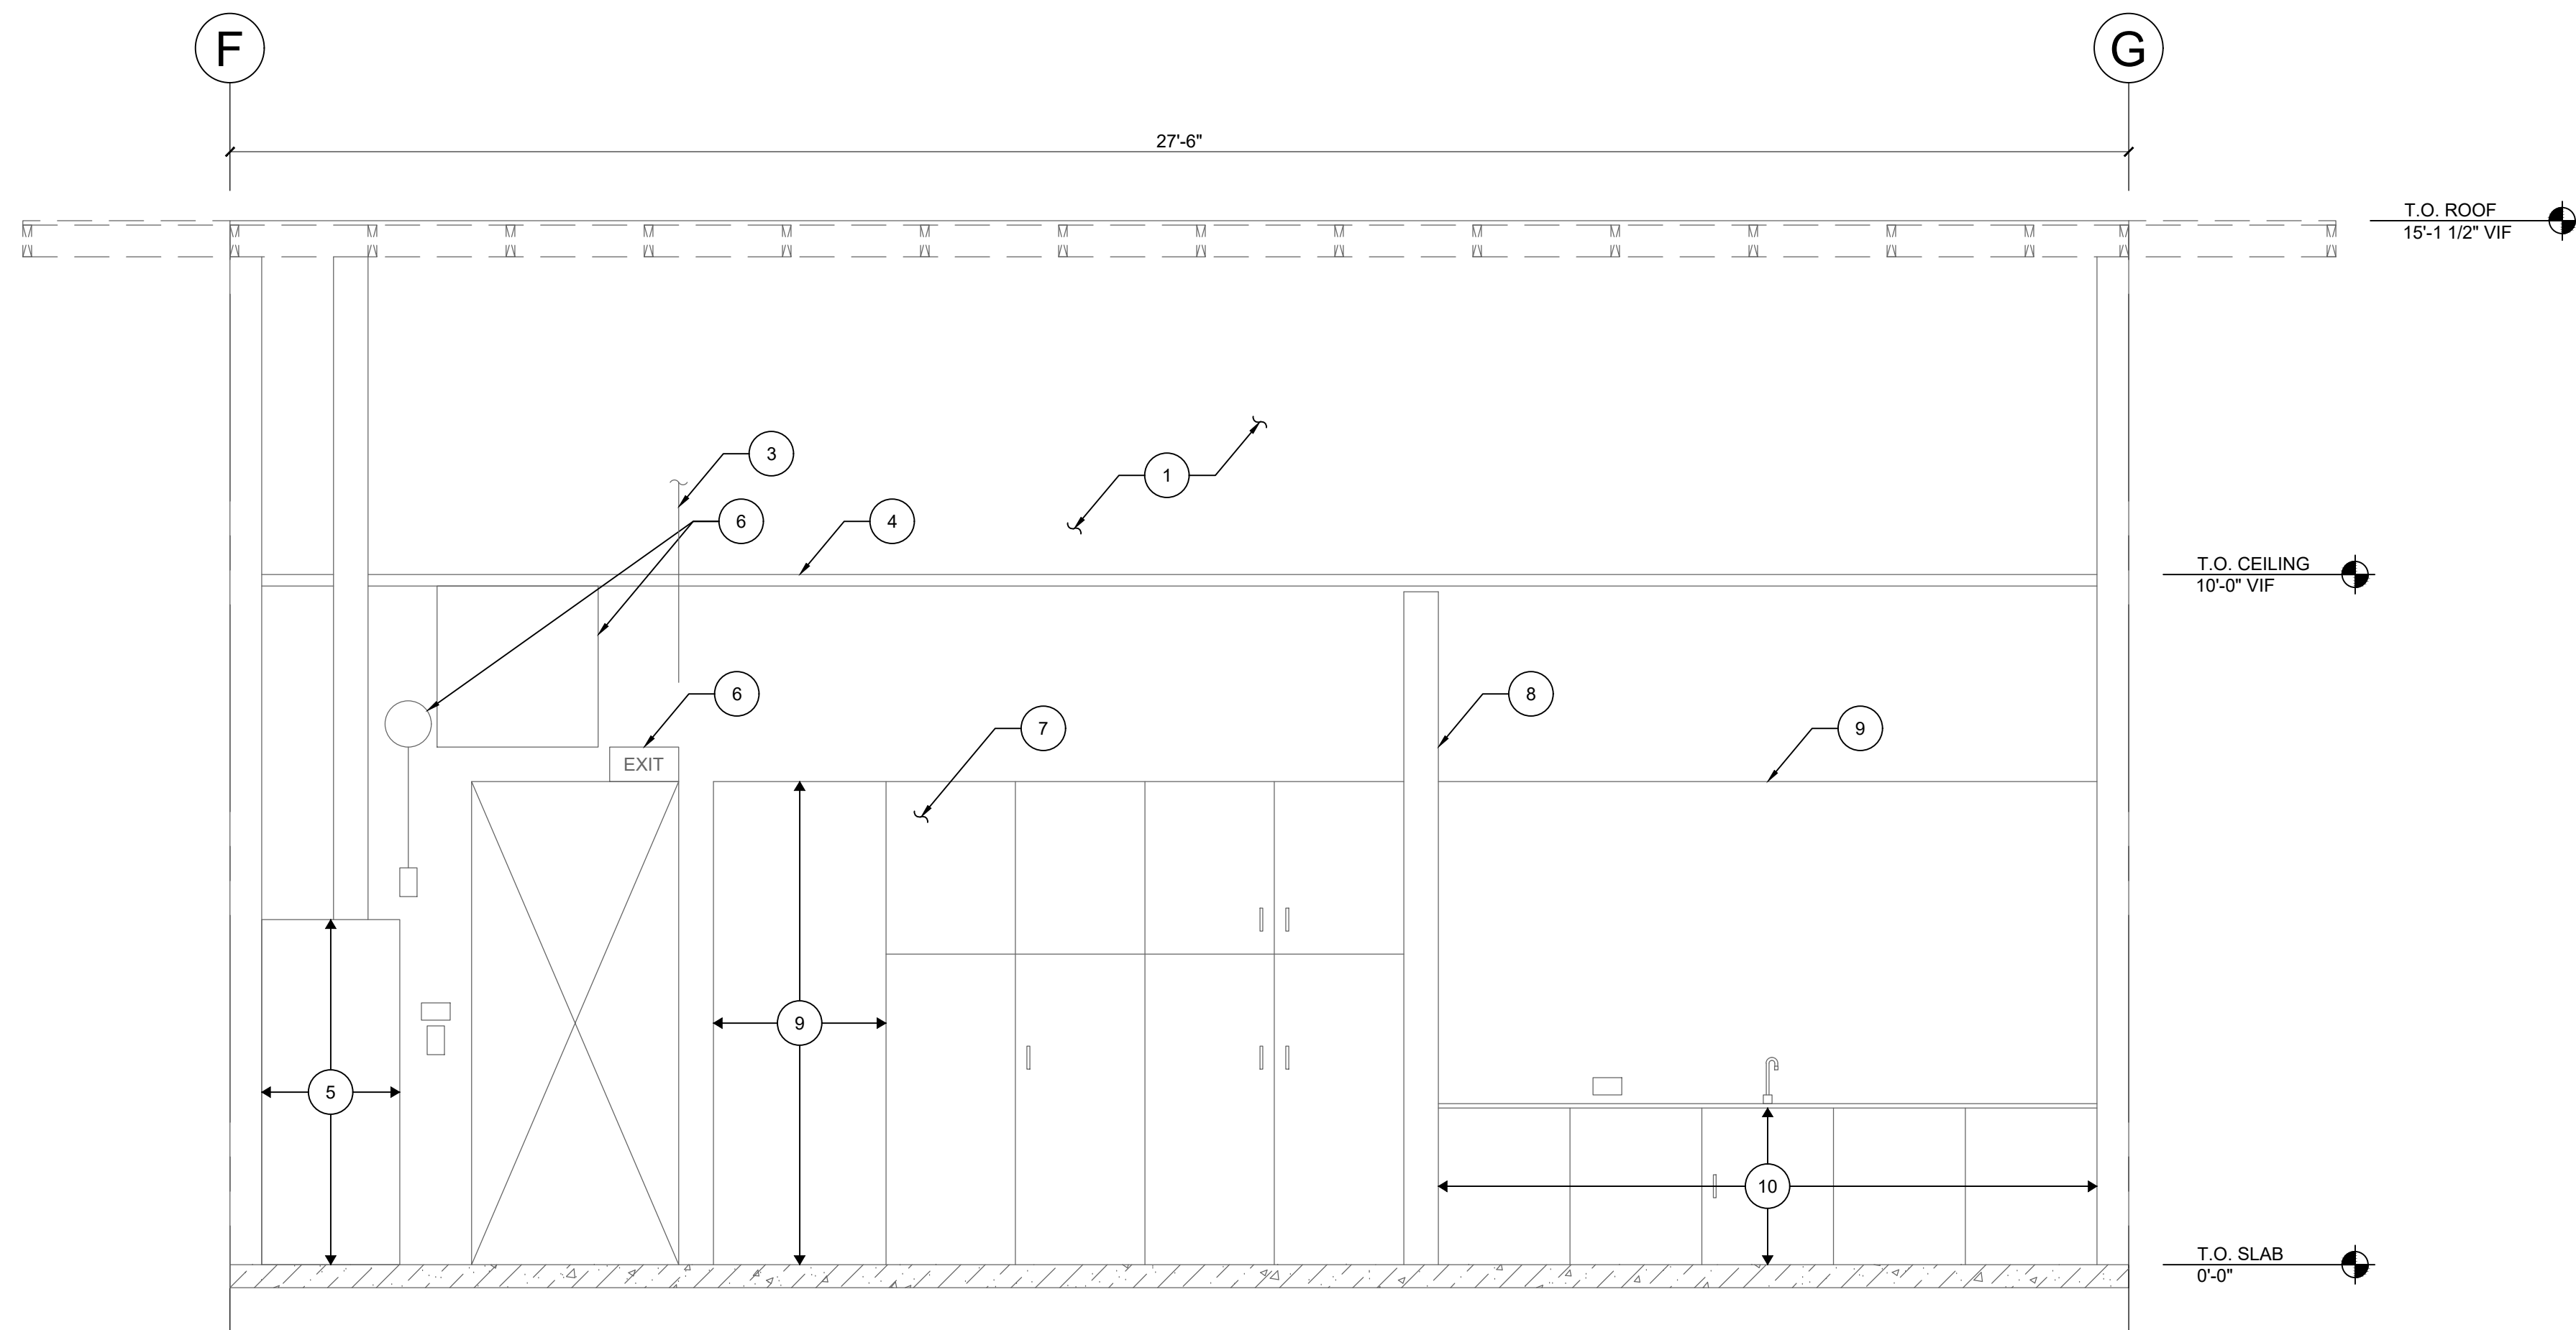 F
G
27'-6"
T.O. ROOF
15'-1 1/2" VIF
3
1
6
4
T.O. CEILING
10'-0" VIF
6
8
7
9
EXIT
9
5
10
T.O. SLAB
0'-0"